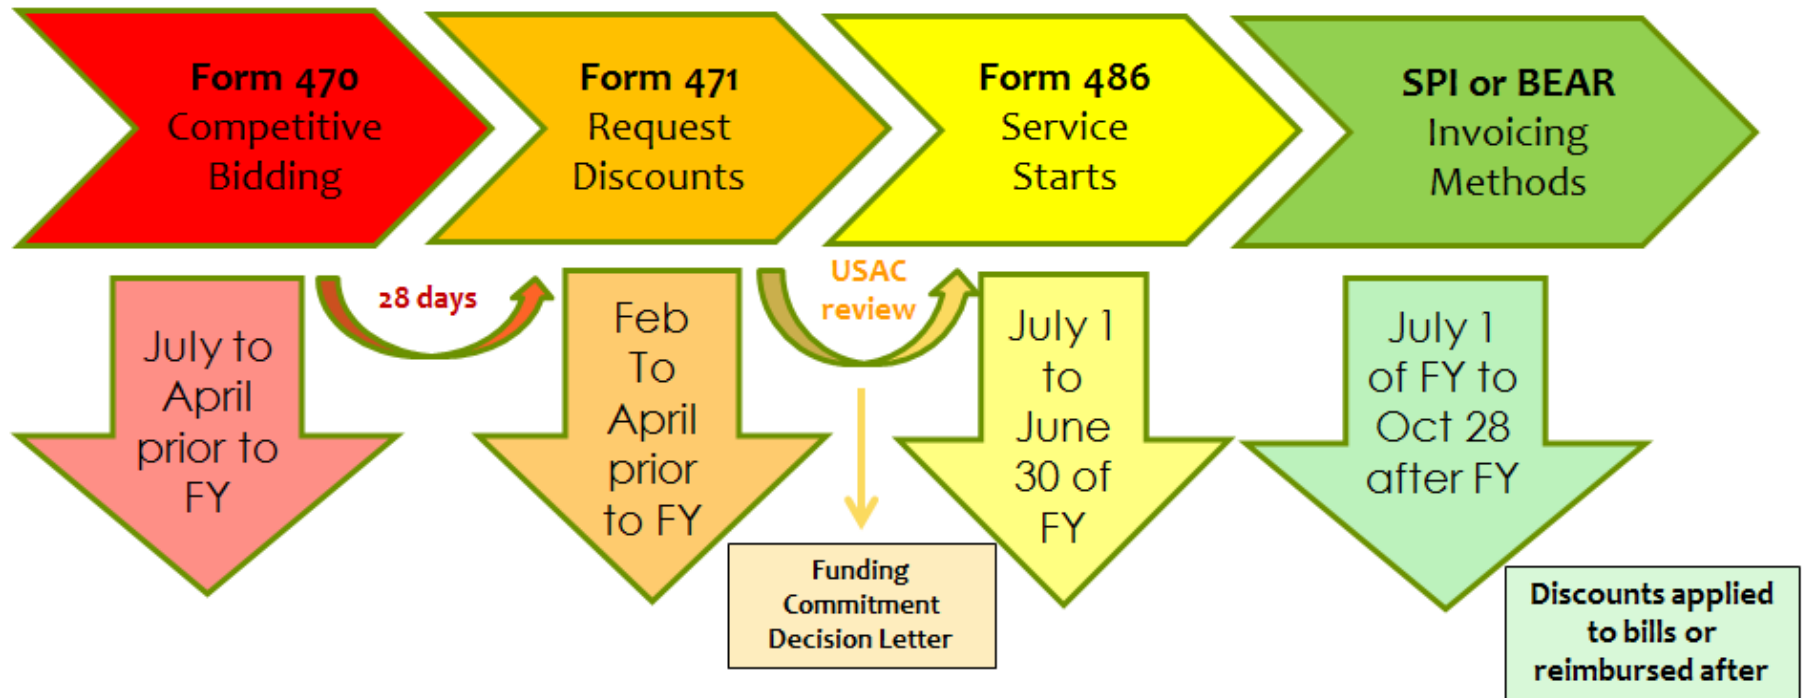 Form 470
Competitive
Bidding
Form 471
Request
Discounts
Form 486
Service
Starts
SPI or BEAR
Invoicing
Methods
July to
April
prior to
FY
28 days
Feb
To
April
prior
to FY
USAC
review
Funding
Commitment
Decision Letter
July 1
to
June
30 of
FY
July 1
of FY to
Oct 28
after FY
Discounts applied
to bills or
reimbursed after